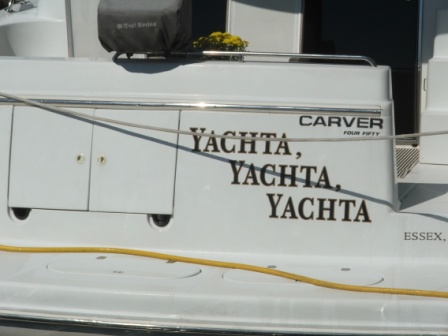 CARVER
FOUR FIFTY
YACHTA,
YACHTA,
YACHTA
ESSEX,